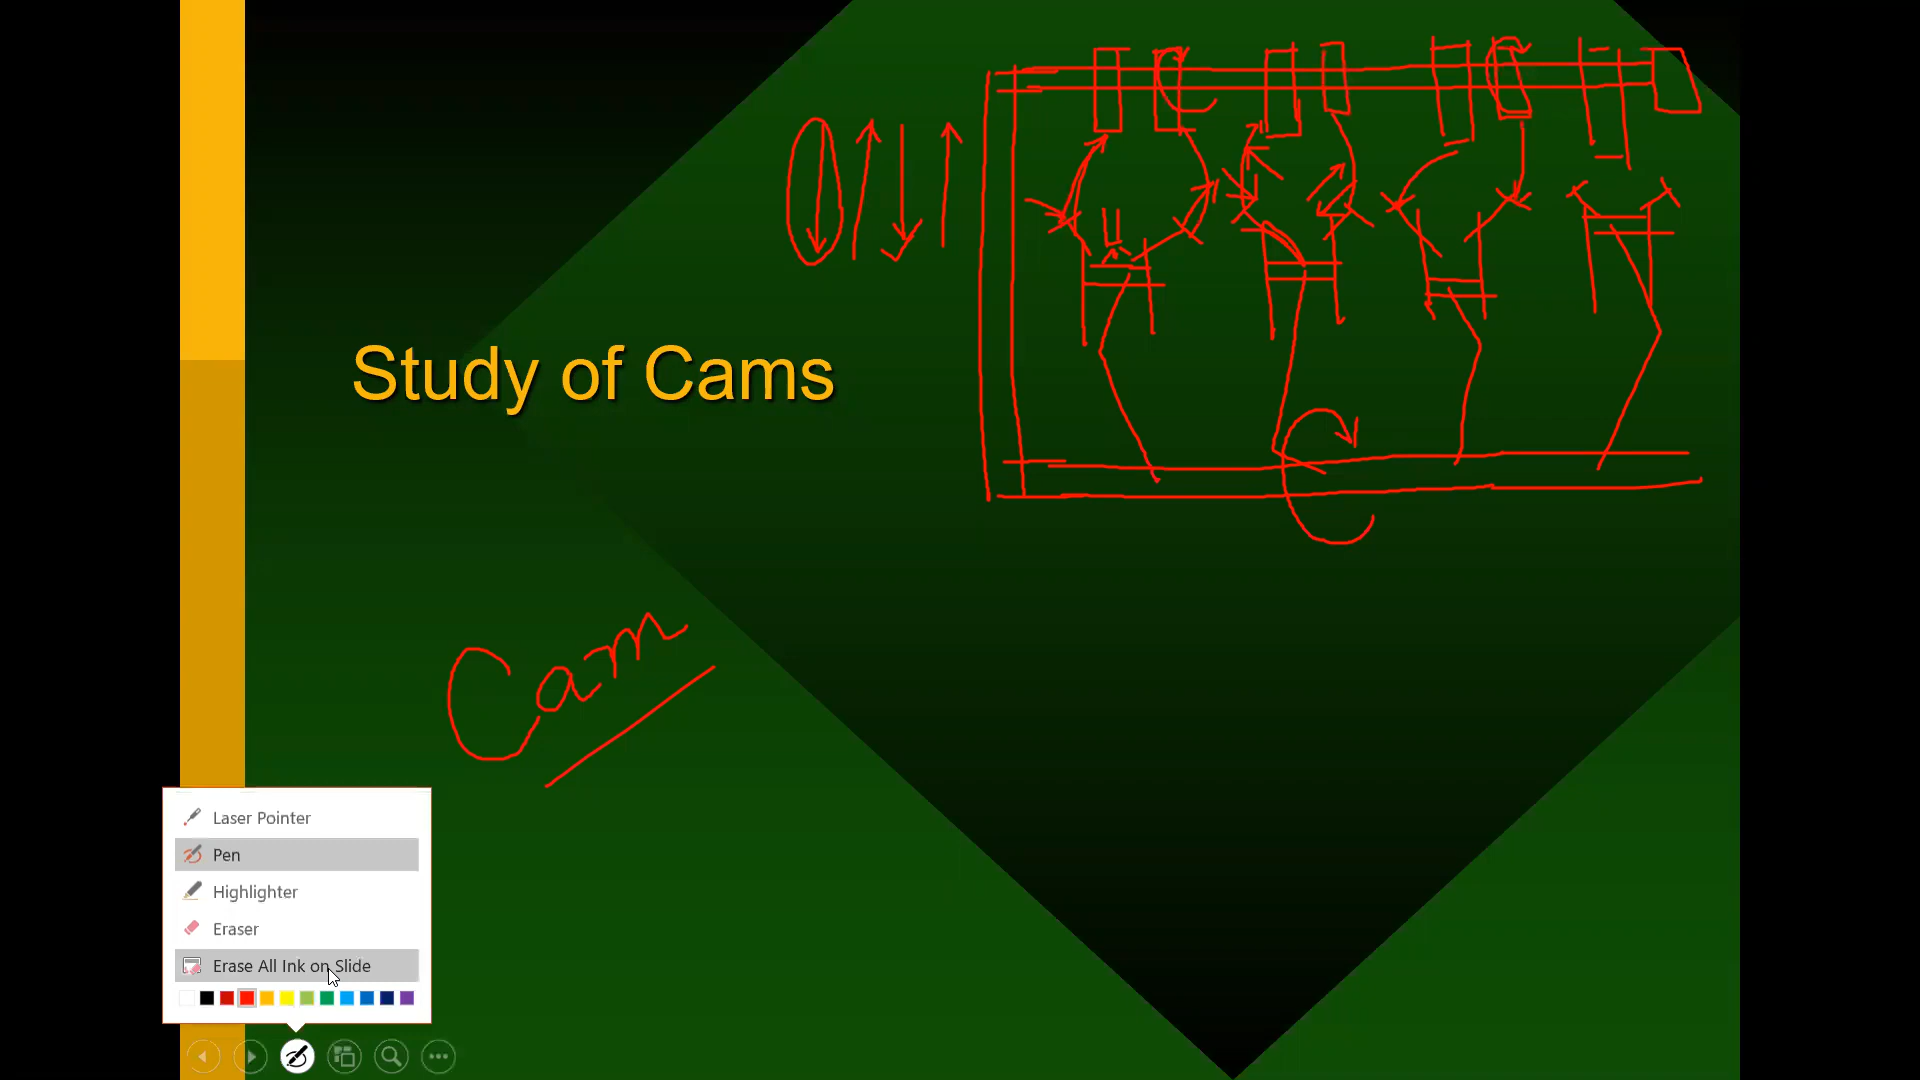 Study of Cams
Cam
Laser Pointer
Pen
Highlighter
Eraser
Erase All Ink on Slide